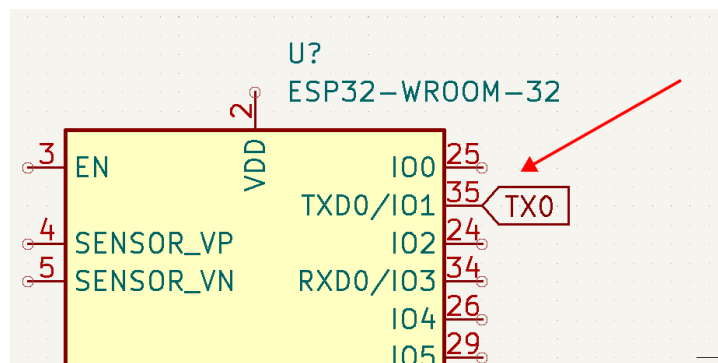 U?
ESP32-WROOM-32
2
VDD
3
EN
IO0
25
TXD0/IO1
35
TX0
4
SENSOR_VP
IO2
24
5
SENSOR_VN
RXD0/IO3
34
IO4
26
IO5
29